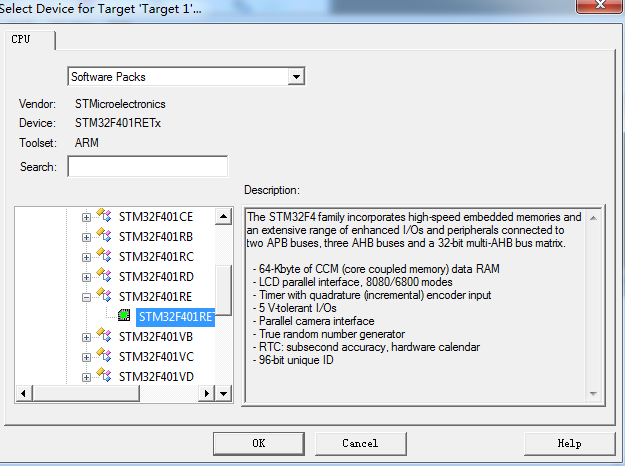 Select Device for Target 'Target 1'...
CPU
Software Packs
Vendor: STMicroelectronics
Device: STM32F401RETx
Toolset: ARM
Search:
STM32F401CE
STM32F401RB
STM32F401RC
STM32F401RD
STM32F401RE
STM32F401RET
STM32F401VB
STM32F401VC
STM32F401VD
Description:
The STM32F4 family incorporates high-speed embedded memories and
an extensive range of enhanced I/Os and peripherals connected to
two APB buses, three AHB buses and a 32-bit multi-AHB bus matrix.
- 64-Kbyte of CCM (core coupled memory) data RAM
- LCD parallel interface, 8080/6800 modes
- Timer with quadrature (incremental) encoder input
- 5 V-tolerant I/Os
- Parallel camera interface
- True random number generator
- RTC: subsecond accuracy, hardware calendar
- 96-bit unique ID
OK Cancel Help